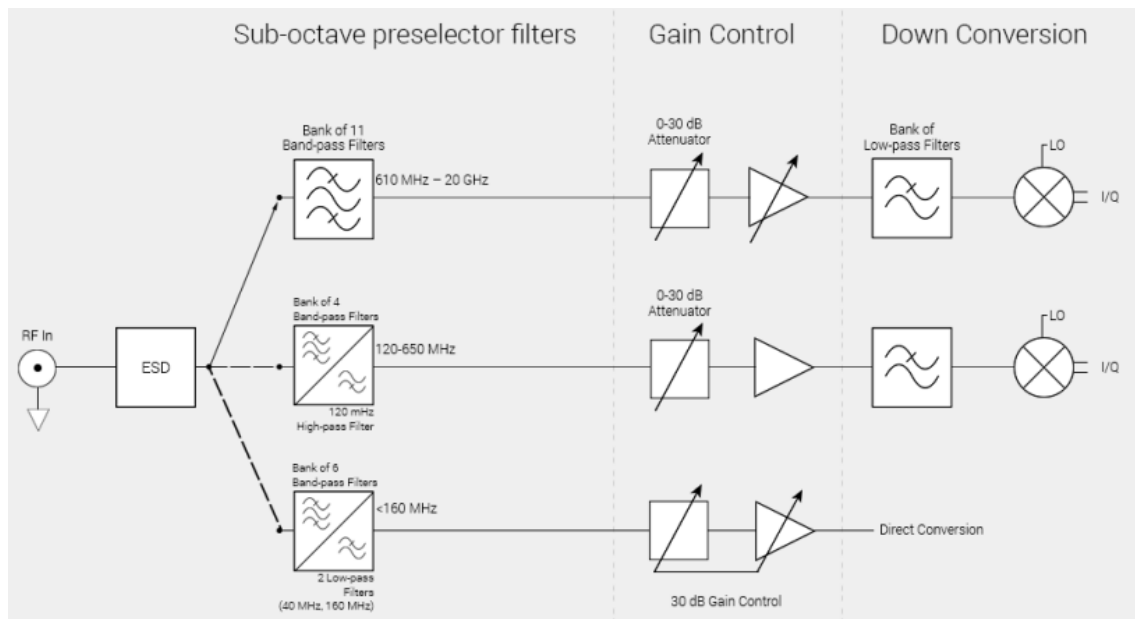 Sub-octave preselector filters
Gain Control
Down Conversion
Bank of 11
Band-pass Filters
610 MHz – 20 GHz
0-30 dB
Attenuator
Bank of
Low-pass Filters
LO
I/Q
RF In
ESD
Bank of 4
Band-pass Filters
120-650 MHz
120 mHz
High-pass Filter
0-30 dB
Attenuator
LO
I/Q
Bank of 6
Band-pass Filters
<160 MHz
2 Low-pass
Filters
(40 MHz, 160 MHz)
30 dB Gain Control
Direct Conversion